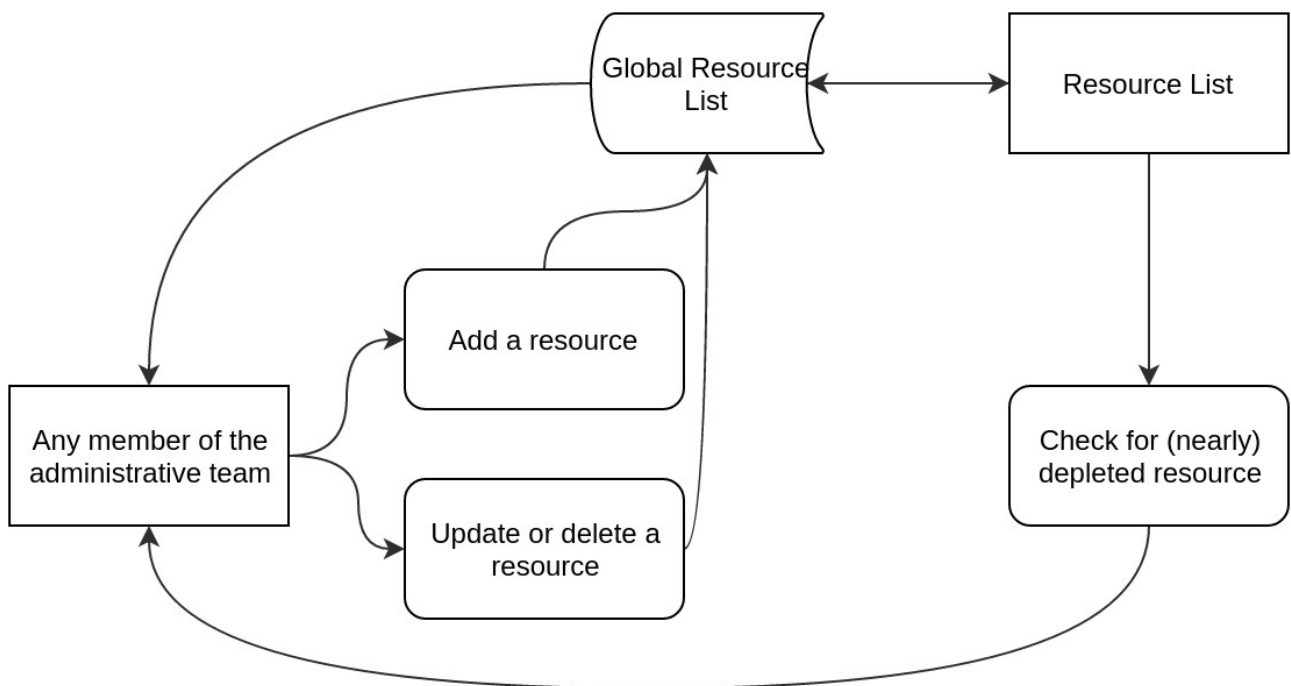 Global Resource
List
Resource List
Add a resource
Any member of the
administrative team
Check for (nearly)
depleted resource
Update or delete a
resource